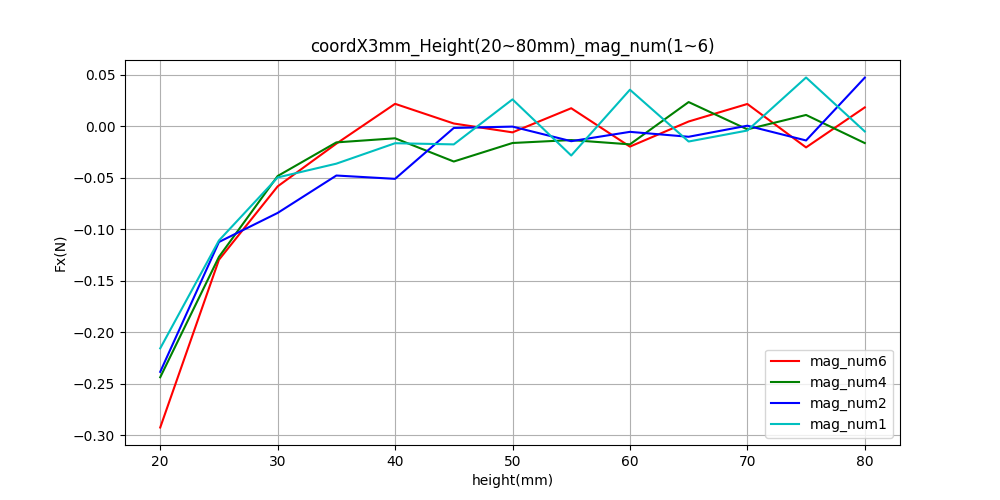 coordX3mm_Height(20~80mm)_mag_num(1~6)
0.05
0.00
−0.05
−0.10
−0.15
−0.20
−0.25
−0.30
Fx(N)
mag_num6
mag_num4
mag_num2
mag_num1
20 30 40 50 60 70 80
height(mm)